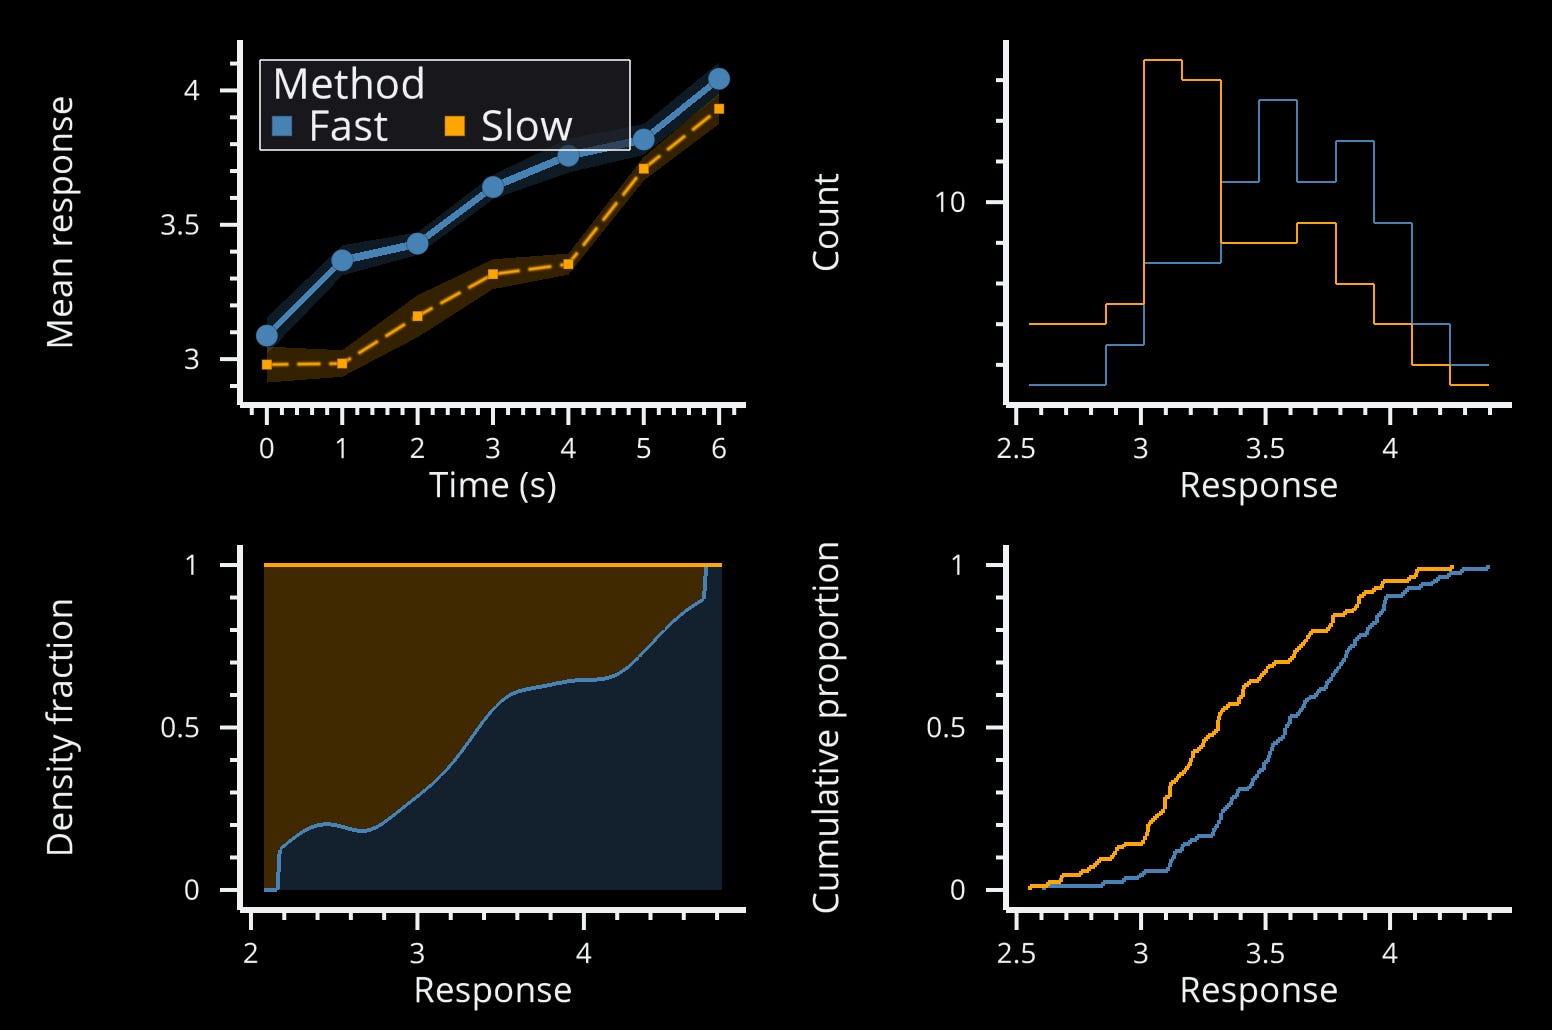 Mean response
4
3.5
3
Method
Fast Slow
0 1 2 3 4 5 6
Time (s)
Count
10
2.5 3 3.5 4
Response
Density fraction
1
0.5
0
2 3 4
Response
Cumulative proportion
1
0.5
0
2.5 3 3.5 4
Response